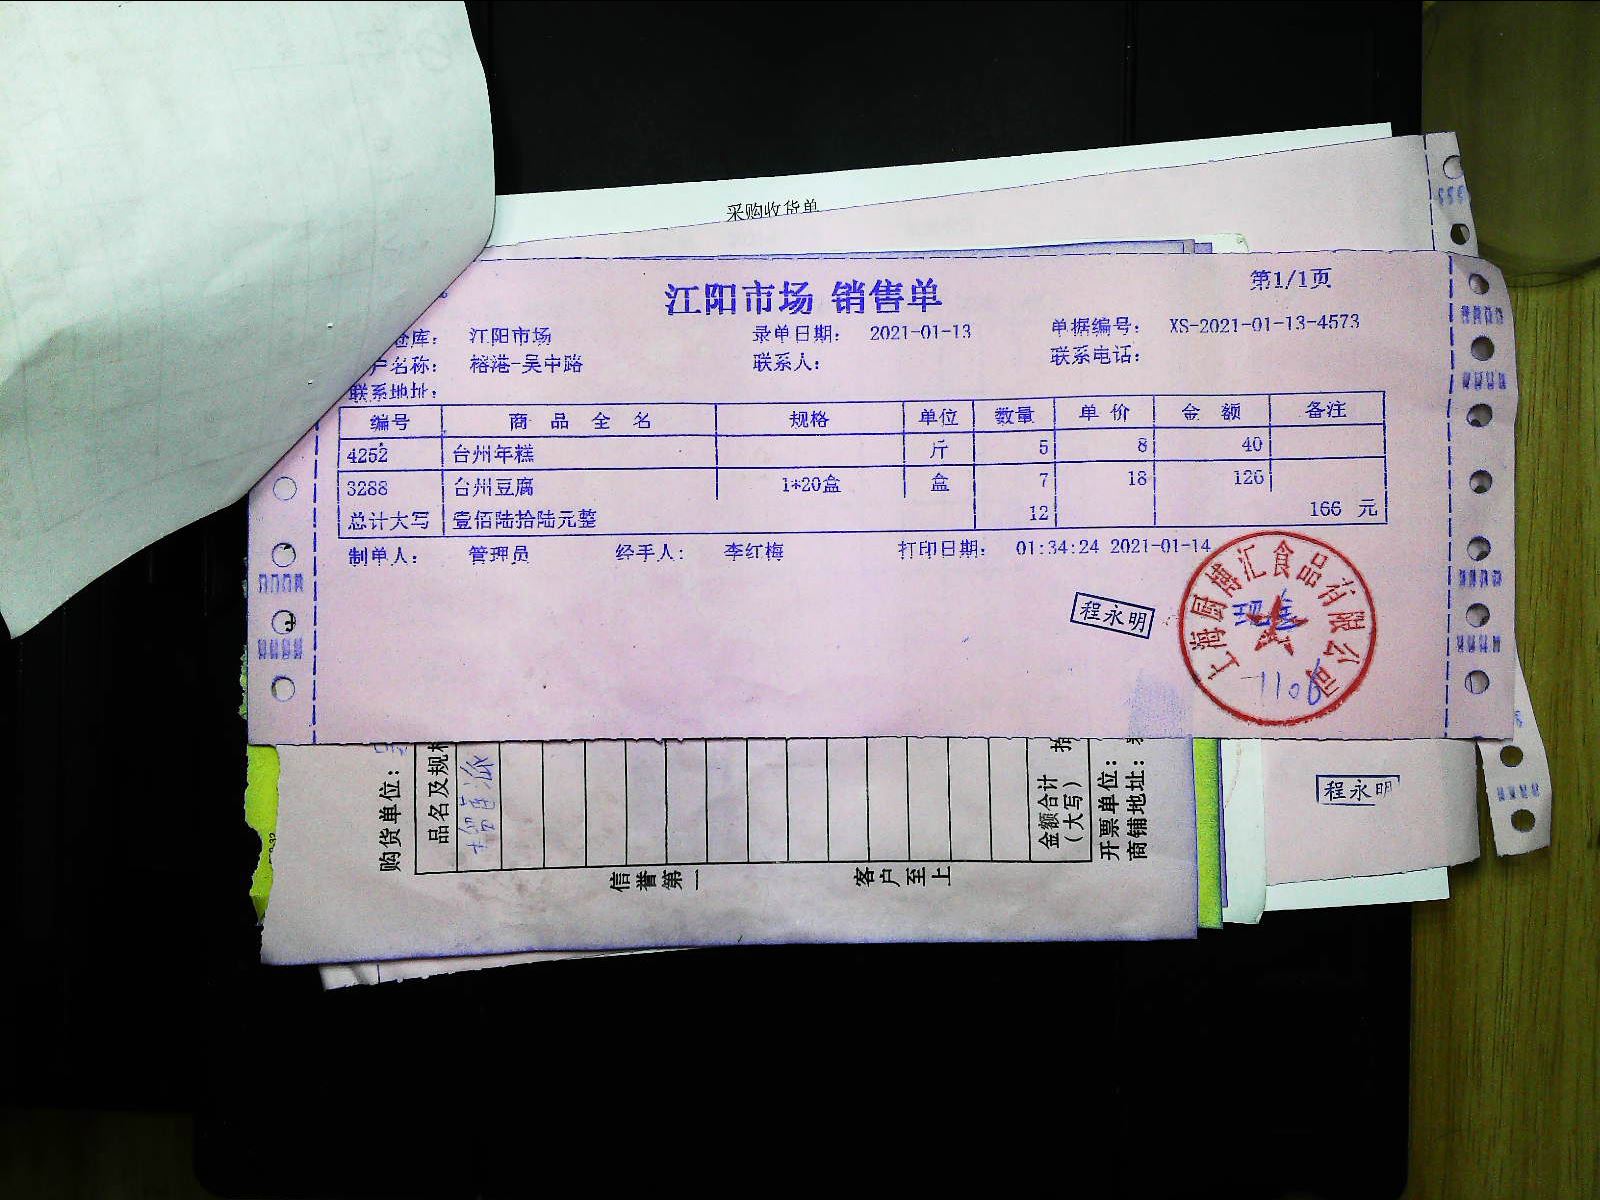 采购收货单
江阳市场 销售单
第1/1页
仓库: 江阳市场 录单日期: 2021-01-13 单据编号: XS-2021-01-13-4573
户名称: 榕港-吴中路 联系人: 联系电话:
联系地址:
编号 商品全名 规格 单位 数量 单价 金额 备注
4252 台州年糕 斤 5 8 40
3288 台州豆腐 1*20盒 盒 7 18 126
总计大写 壹佰陆拾陆元整 12 166 元
制单人: 管理员 经手人: 李红梅 打印日期: 01:34:24 2021-01-14
程永明
上海厨博汇食品有限公司
程永明
购货单位:
品名及规格
金额合计
(大写)
开票单位:
商铺地址:
信誉第一 客户至上